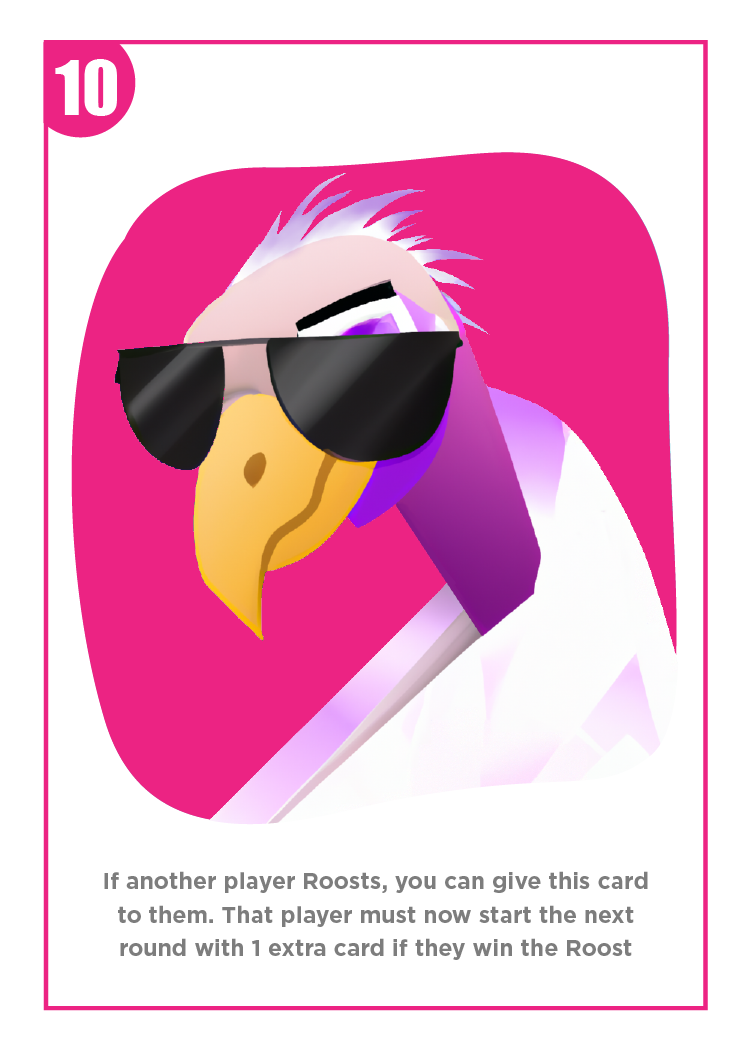 10
If another player Roosts, you can give this card
to them. That player must now start the next
round with 1 extra card if they win the Roost